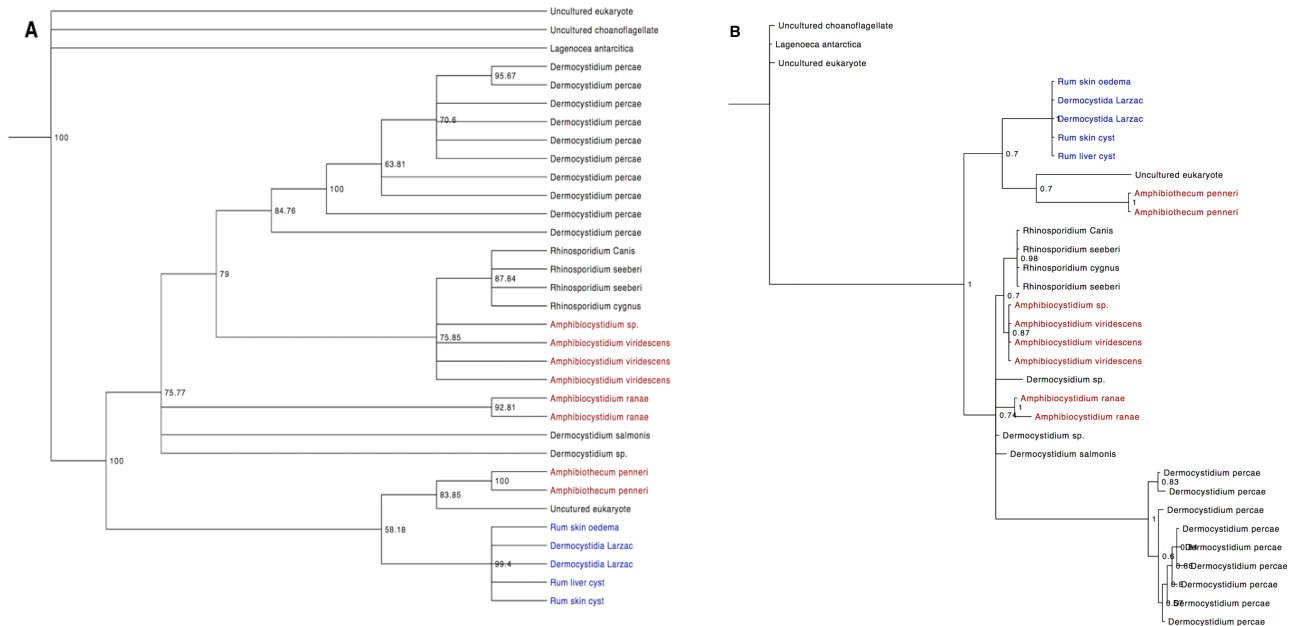 A
Uncultured eukaryote
Uncultured choanoflagellate
Lagenocea antarcitica
100
Dermocystidium percae
95.67
Dermocystidium percae
Dermocystidium percae
70.6
Dermocystidium percae
Dermocystidium percae
Dermocystidium percae
63.81
Dermocystidium percae
100
Dermocystidium percae
84.76
Dermocystidium percae
Dermocystidium percae
79
Rhinosporidium Canis
Rhinosporidium seeberi
87.84
Rhinosporidium seeberi
Rhinosporidium cygnus
Amphibiocystidium sp.
75.85
Amphibiocystidium viridescens
Amphibiocystidium viridescens
Amphibiocystidium viridescens
75.77
Amphibiocystidium ranae
92.81
Amphibiocystidium ranae
Dermocystidium salmonis
Dermocystidium sp.
100
Amphibiothecum penneri
100
Amphibiothecum penneri
83.85
Uncutured eukaryote
58.18
Rum skin oedema
Dermocystidia Larzac
99.4
Dermocystidia Larzac
Rum liver cyst
Rum skin cyst
B
Uncultured choanoflagellate
Lagenoeca antarctica
Uncultured eukaryote
Rum skin oedema
Dermocystida Larzac
Dermocystida Larzac
1
Rum skin cyst
Rum liver cyst
0.7
Uncultured eukaryote
0.7
Amphibiothecum penneri
1
Amphibiothecum penneri
Rhinosporidium Canis
Rhinosporidium seeberi
0.98
Rhinosporidium cygnus
Rhinosporidium seeberi
1
0.7
Amphibiocystidium sp.
Amphibiocystidium viridescens
0.87
Amphibiocystidium viridescens
Amphibiocystidium viridescens
Dermocysidium sp.
Amphibiocystidium ranae
1
0.74
Amphibiocystidium ranae
Dermocystidium sp.
Dermocystidium salmonis
Dermocystidium percae
0.83
Dermocystidium percae
Dermocystidium percae
1
Dermocystidium percae
Dermocystidium percae
0.6
Dermocystidium percae
Dermocystidium percae
Dermocystidium percae
Dermocystidium percae